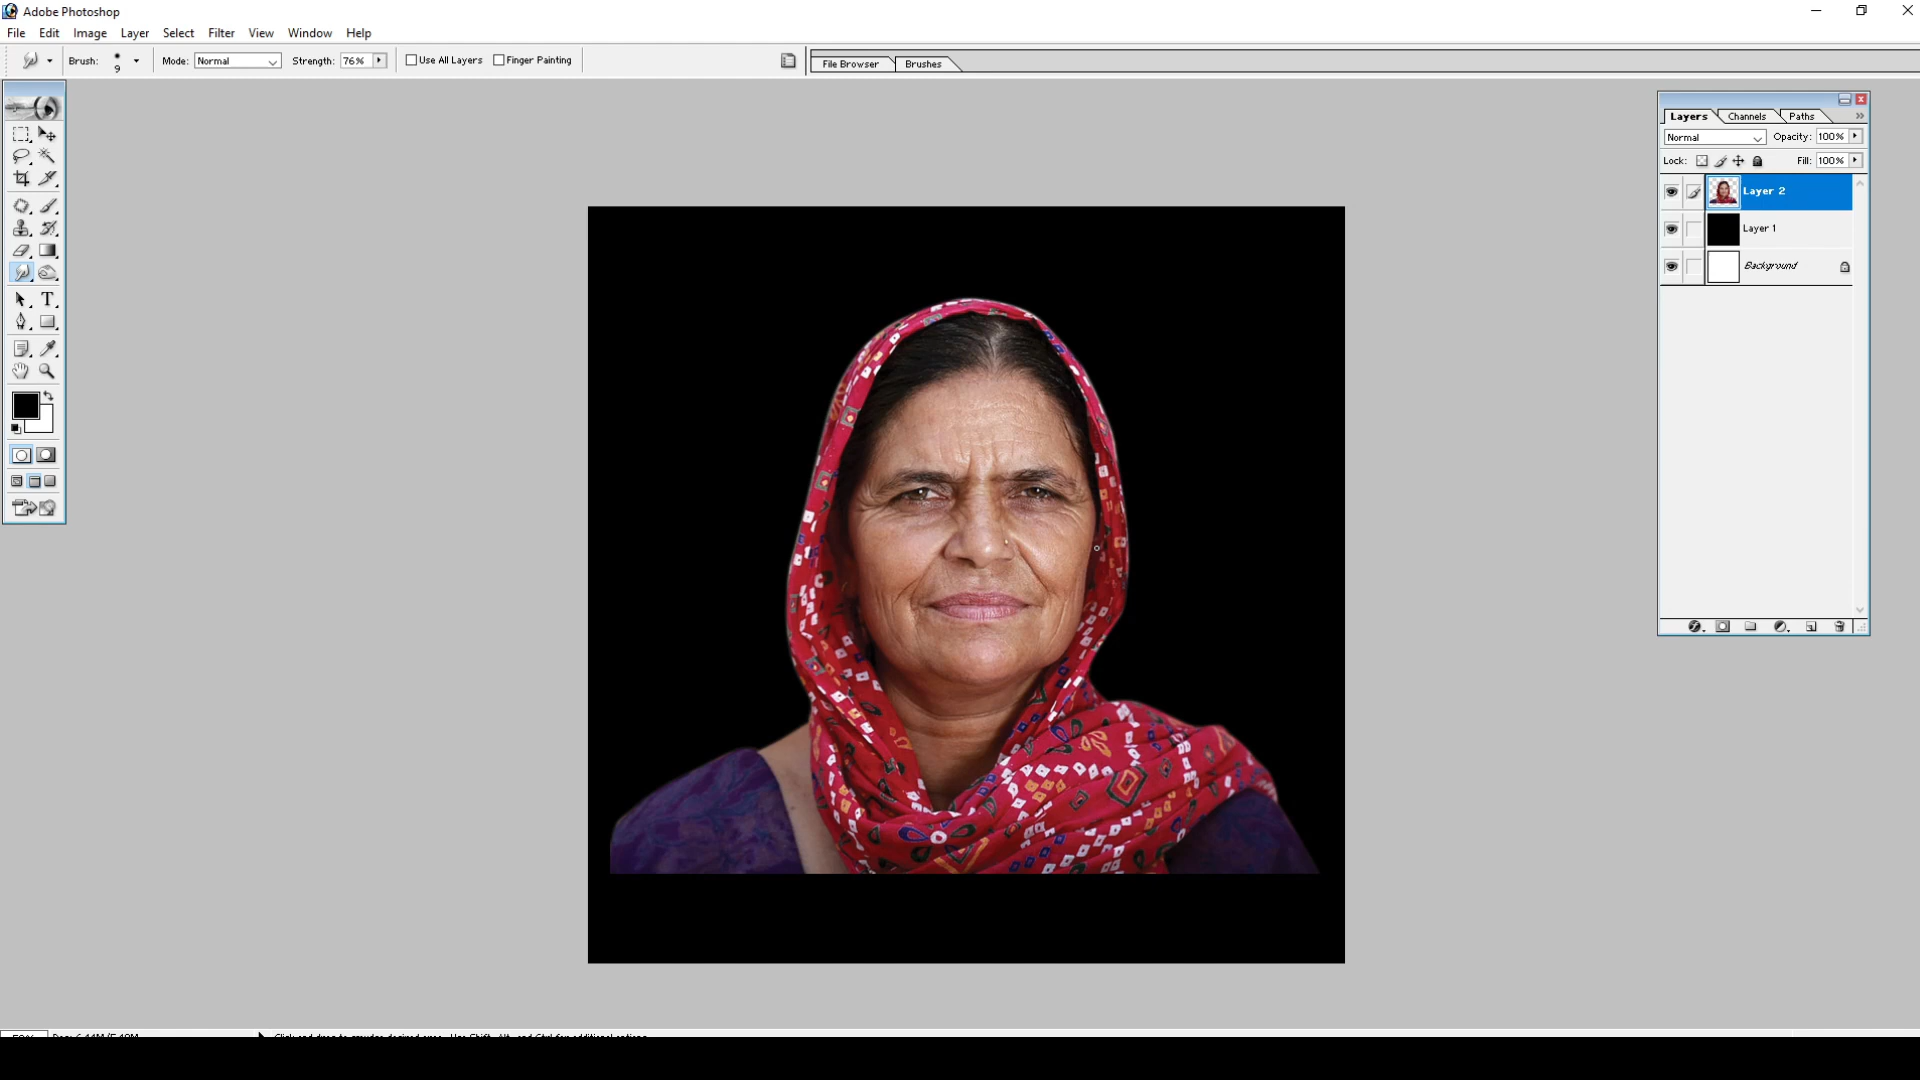 Adobe Photoshop
File Edit Image Layer Select Filter View Window Help
Brush: 9 Mode: Normal Strength: 76% Use All Layers Finger Painting File Browser Brushes
Layers Channels Paths
Normal Opacity: 100%
Lock: Fill: 100%
Layer 2
Layer 1
Background
T